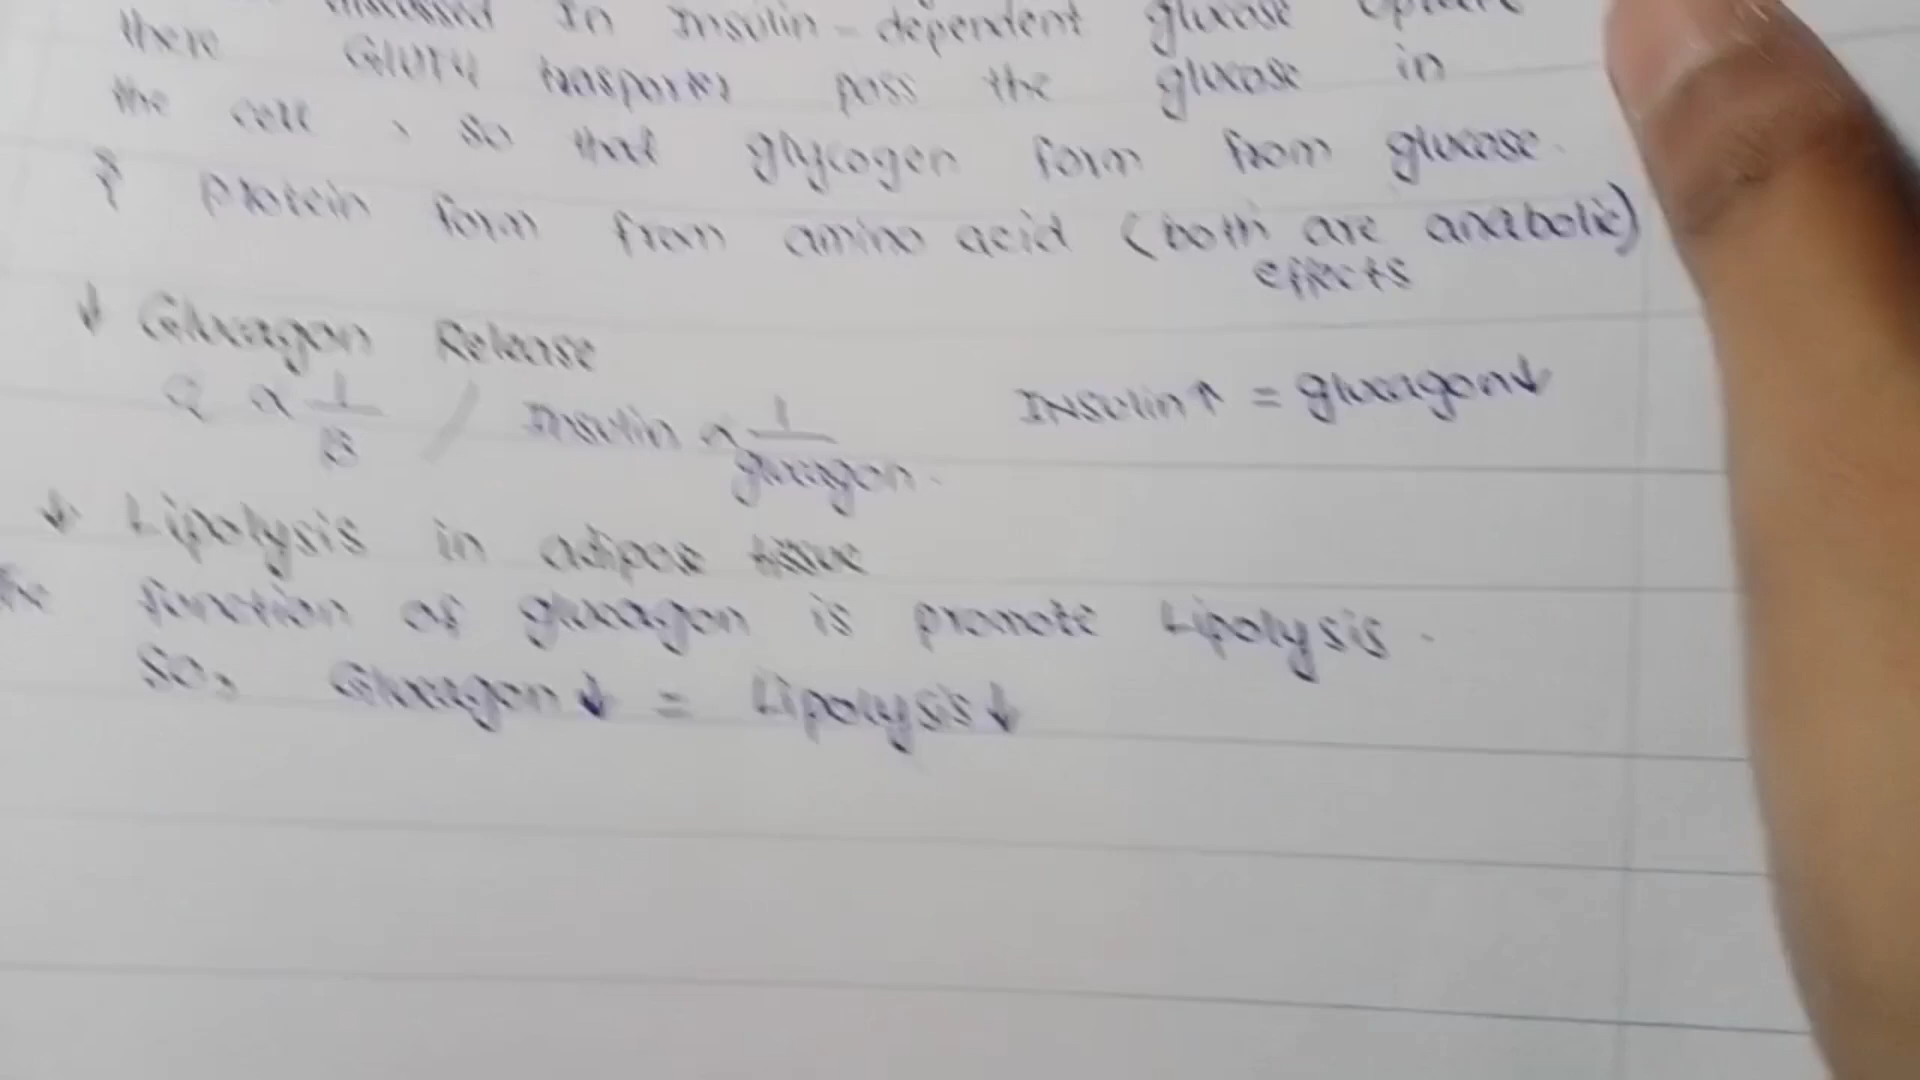 discussed In Insulin-dependent glucose uptake
there GLUT4 trasporter pass the glucose in
the cell, so that glycogen form from glucose.
& protein form from amino acid (both are anabolic)
effects
↓ Glucagon Release
α 1/B / Insulin α 1/glucagon. INSulin↑ = glucagon↓
↓ Lipolysis in adipose tissue
The function of glucagon is promote Lipolysis.
So, Glucagon↓ = Lipolysis↓